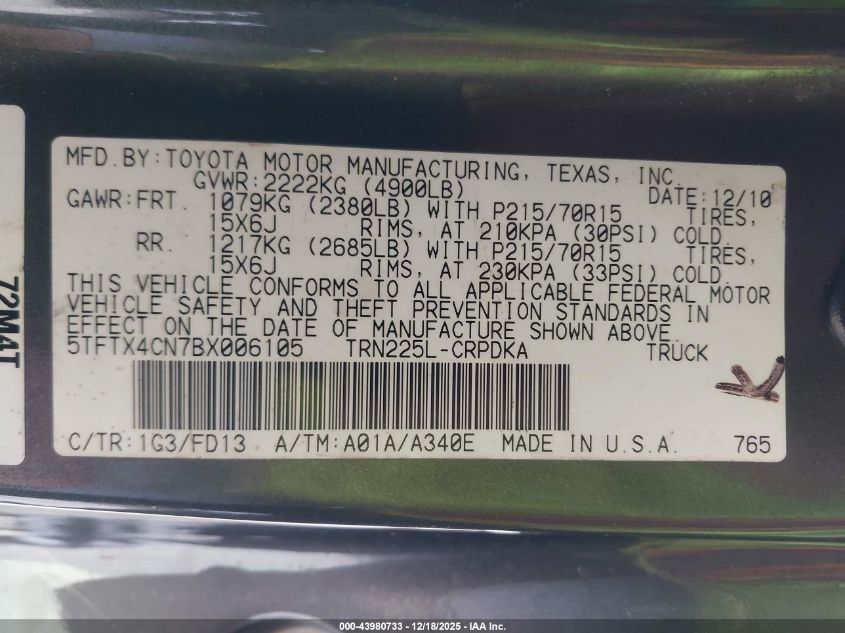 MFD.BY:TOYOTA MOTOR MANUFACTURING, TEXAS, INC.
GVWR:2222KG (4900LB) DATE:12/10
GAWR:FRT. 1079KG (2380LB) WITH P215/70R15 TIRES,
15X6J RIMS, AT 210KPA (30PSI) COLD.
RR. 1217KG (2685LB) WITH P215/70R15 TIRES,
15X6J RIMS, AT 230KPA (33PSI) COLD.
THIS VEHICLE CONFORMS TO ALL APPLICABLE FEDERAL MOTOR
VEHICLE SAFETY AND THEFT PREVENTION STANDARDS IN
EFFECT ON THE DATE OF MANUFACTURE SHOWN ABOVE.
5TFTX4CN7BX006105 TRN225L-CRPDKA TRUCK
C/TR:1G3/FD13 A/TM:A01A/A340E MADE IN U.S.A. 765
72M4T
000-43980733 - 12/18/2025 - IAA Inc.